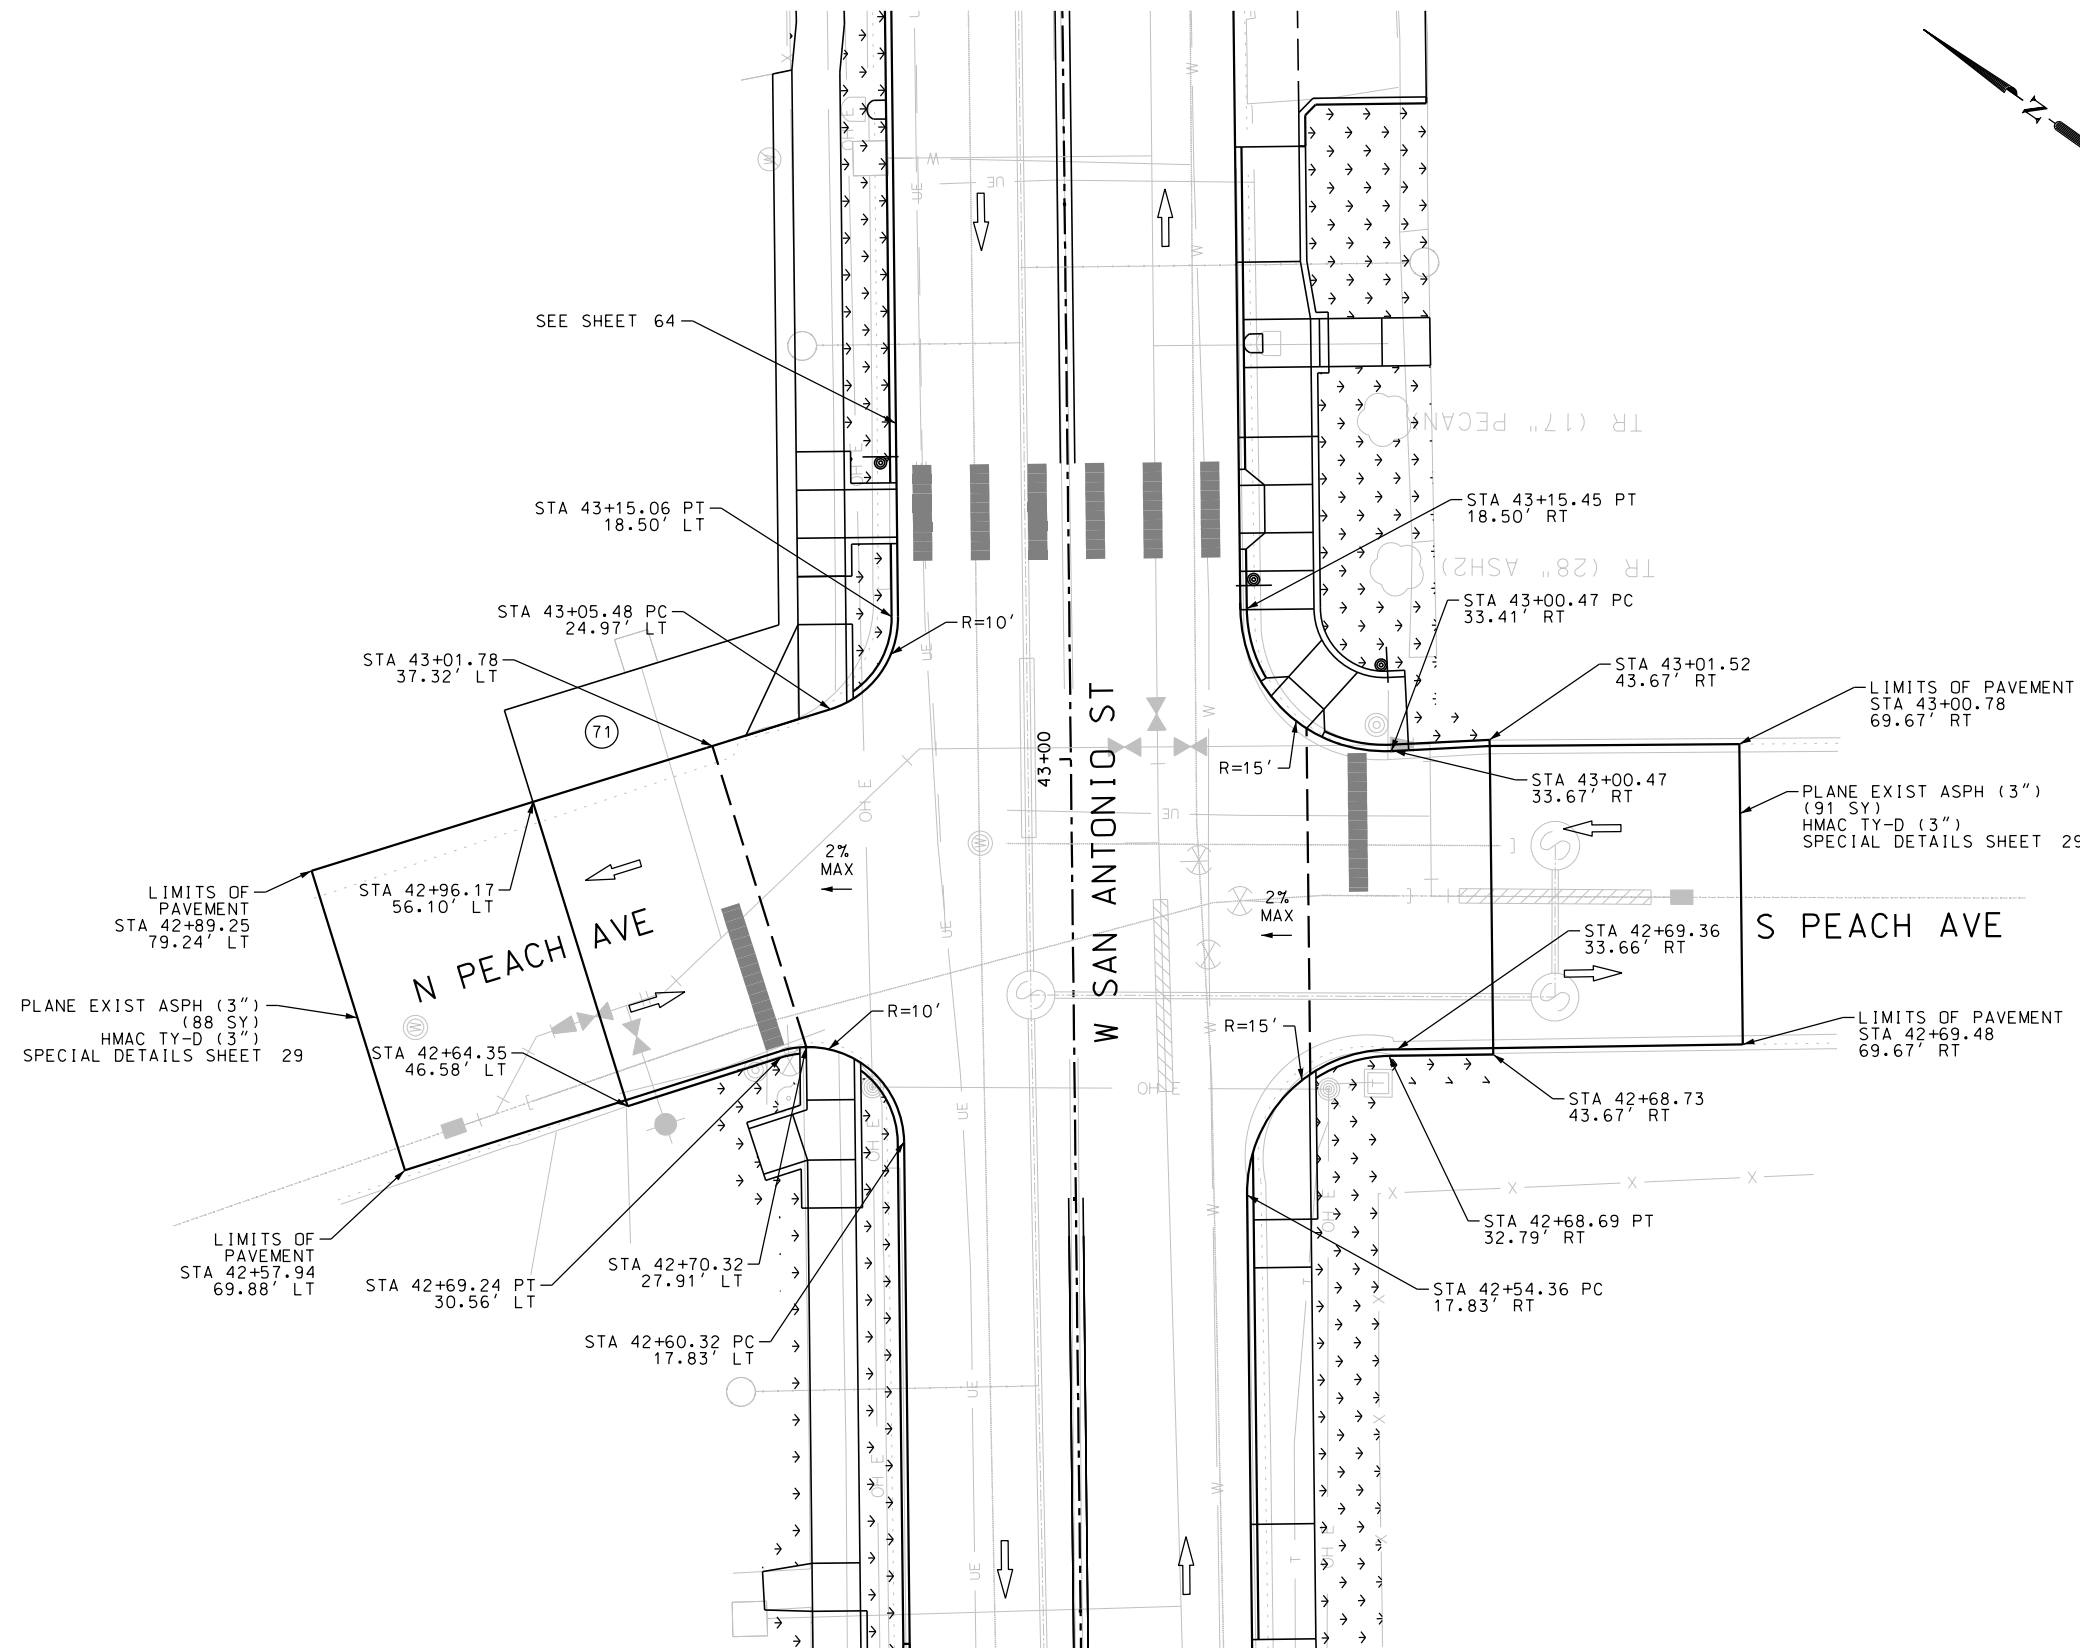 N
SEE SHEET 64
TR (17" PECAN)
STA 43+15.06 PT
18.50' LT
STA 43+15.45 PT
18.50' RT
TR (28" ASH2)
STA 43+05.48 PC
24.97' LT
R=10'
STA 43+00.47 PC
33.41' RT
STA 43+01.78
37.32' LT
STA 43+01.52
43.67' RT
LIMITS OF PAVEMENT
STA 43+00.78
69.67' RT
71
43+00
W SAN ANTONIO ST
R=15'
STA 43+00.47
33.67' RT
PLANE EXIST ASPH (3")
(91 SY)
HMAC TY-D (3")
SPECIAL DETAILS SHEET 29
2%
MAX
LIMITS OF
PAVEMENT
STA 42+89.25
79.24' LT
STA 42+96.17
56.10' LT
2%
MAX
N PEACH AVE
S PEACH AVE
STA 42+69.36
33.66' RT
PLANE EXIST ASPH (3")
(88 SY)
HMAC TY-D (3")
SPECIAL DETAILS SHEET 29
R=10'
R=15'
LIMITS OF PAVEMENT
STA 42+69.48
69.67' RT
STA 42+64.35
46.58' LT
STA 42+68.73
43.67' RT
OH E
UE
W
LIMITS OF
PAVEMENT
STA 42+57.94
69.88' LT
STA 42+69.24 PT
30.56' LT
STA 42+70.32
27.91' LT
STA 42+68.69 PT
32.79' RT
STA 42+54.36 PC
17.83' RT
STA 42+60.32 PC
17.83' LT